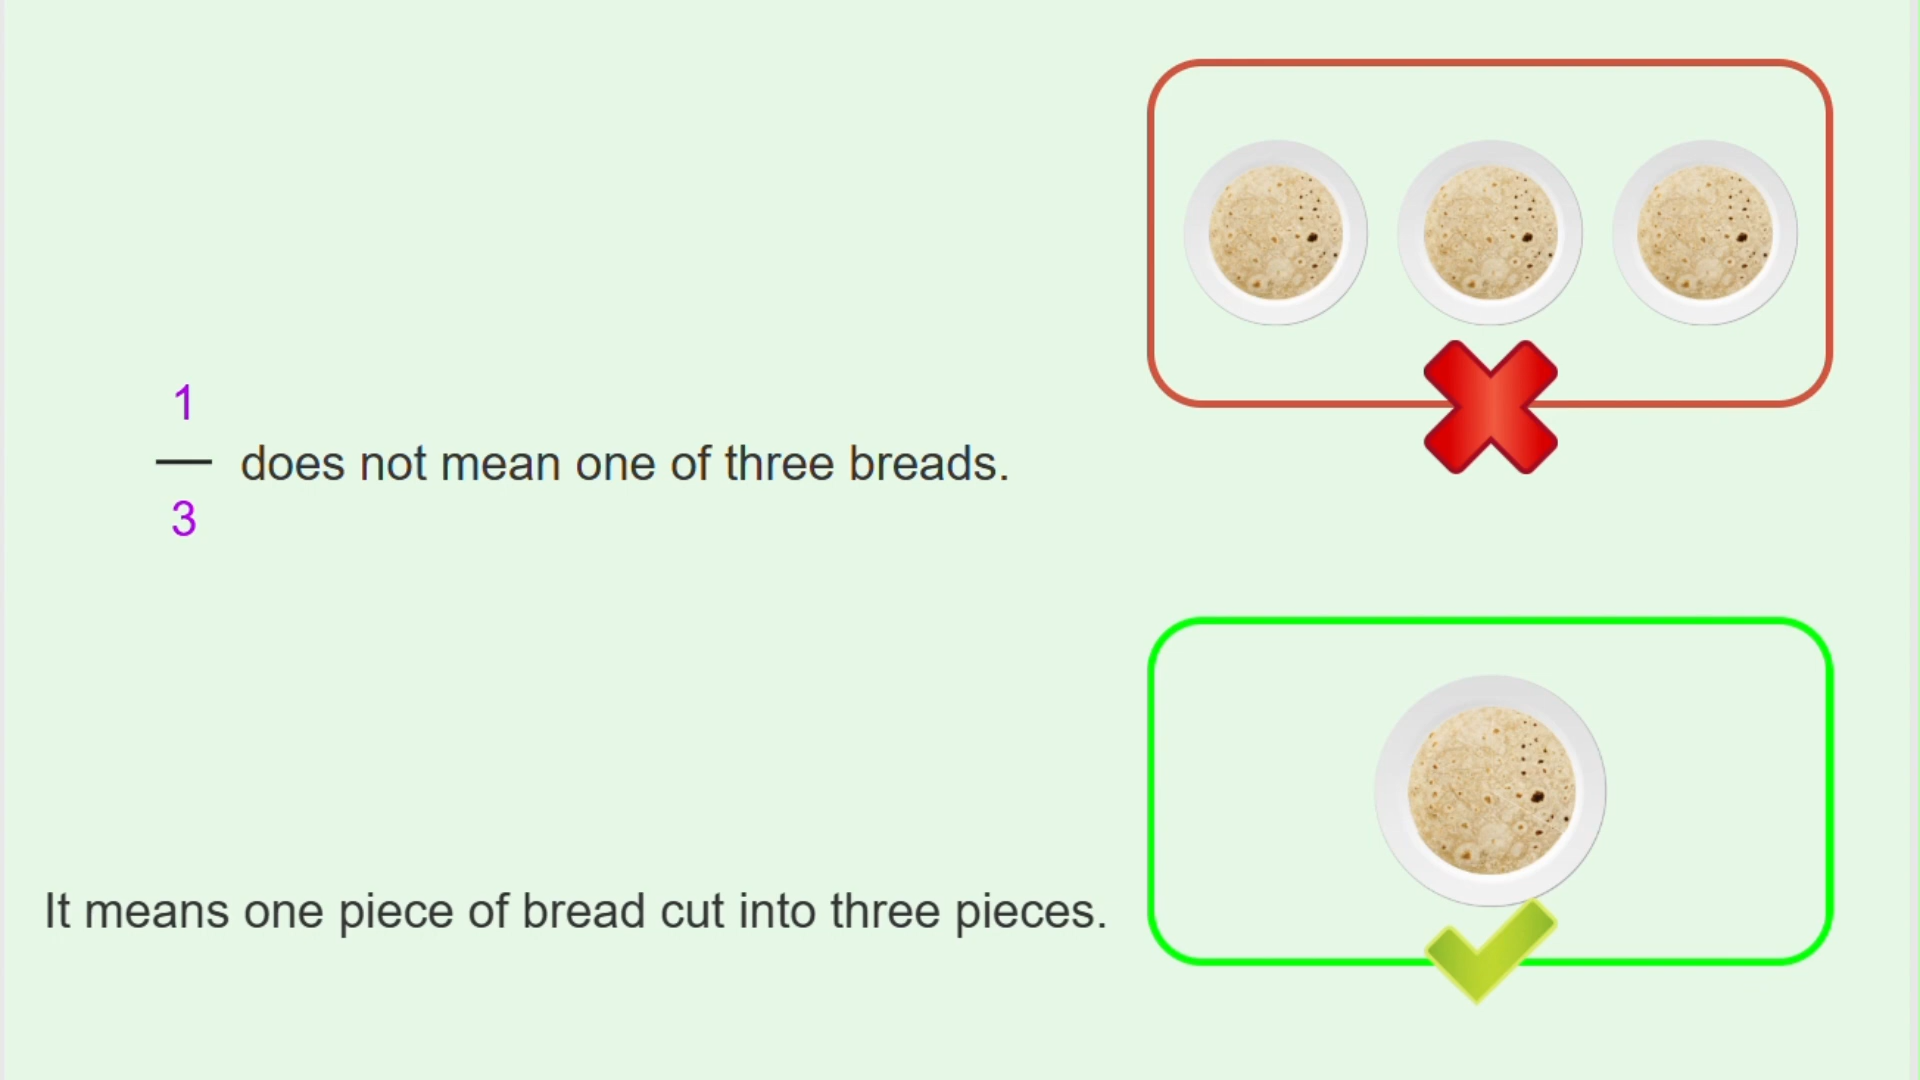 1
3
does not mean one of three breads.
It means one piece of bread cut into three pieces.